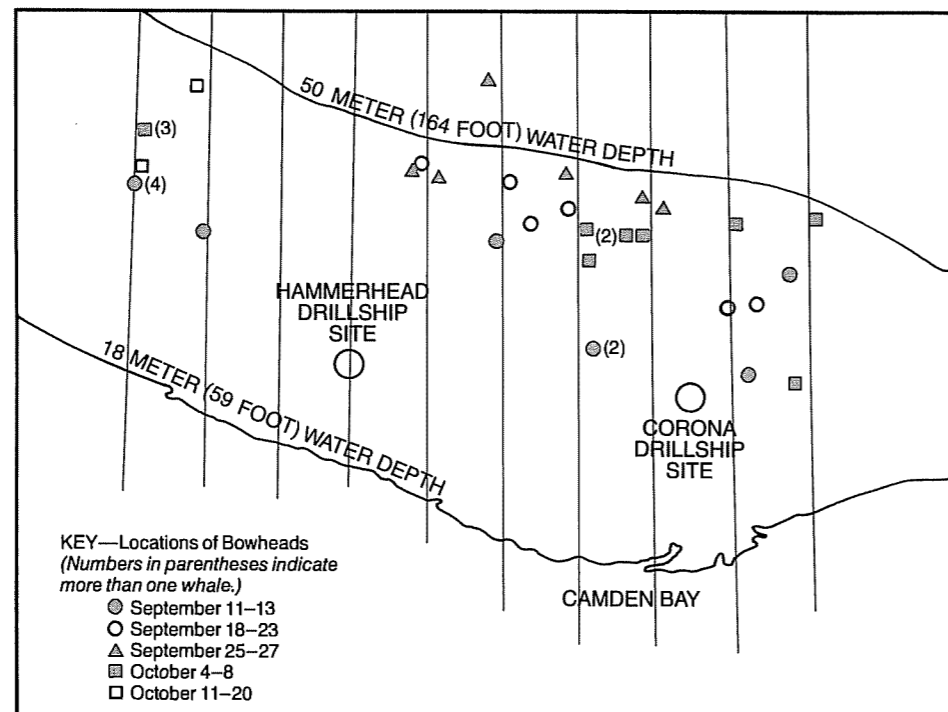 50 METER (164 FOOT) WATER DEPTH
(3)
(4)
(2)
HAMMERHEAD
DRILLSHIP
SITE
(2)
18 METER (59 FOOT) WATER DEPTH
CORONA
DRILLSHIP
SITE
KEY—Locations of Bowheads
(Numbers in parentheses indicate
more than one whale.)
September 11–13
September 18–23
September 25–27
October 4–8
October 11–20
CAMDEN BAY